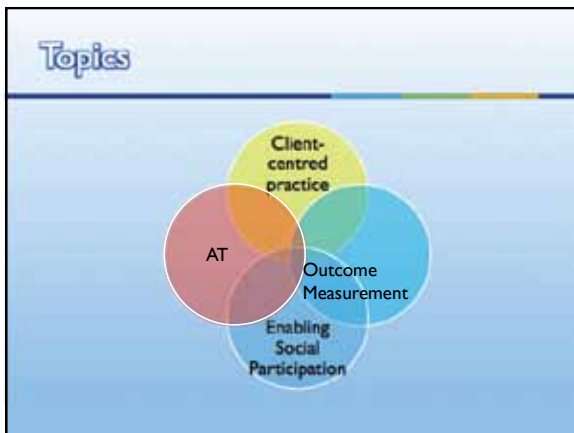 Topics
Client-
centred
practice
AT
Outcome
Measurement
Enabling
Social
Participation